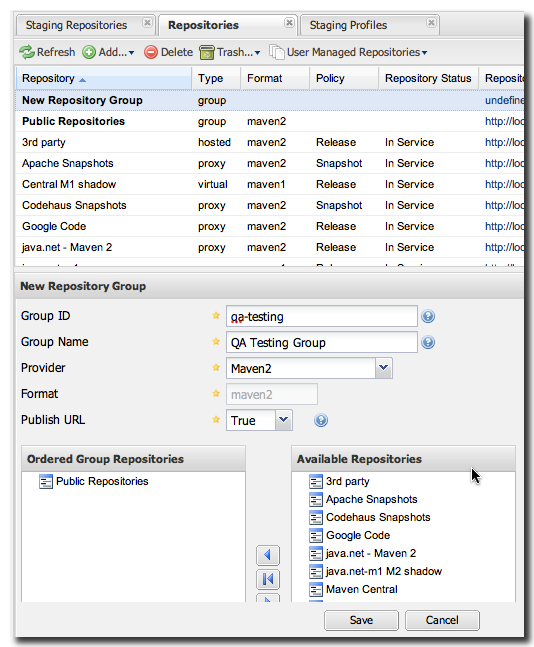 Staging Repositories Repositories Staging Profiles
Refresh Add... Delete Trash... User Managed Repositories
Repository Type Format Policy Repository Status Reposito
New Repository Group group undefine
Public Repositories group maven2 http://loc
3rd party hosted maven2 Release In Service http://loc
Apache Snapshots proxy maven2 Snapshot In Service http://loc
Central M1 shadow virtual maven1 Release In Service http://loc
Codehaus Snapshots proxy maven2 Snapshot In Service http://loc
Google Code proxy maven2 Release In Service http://loc
java.net - Maven 2 proxy maven2 Release In Service http://loc
New Repository Group
Group ID qa-testing
Group Name QA Testing Group
Provider Maven2
Format maven2
Publish URL True
Ordered Group Repositories Available Repositories
Public Repositories 3rd party
Apache Snapshots
Codehaus Snapshots
Google Code
java.net - Maven 2
java.net-m1 M2 shadow
Maven Central
Save Cancel